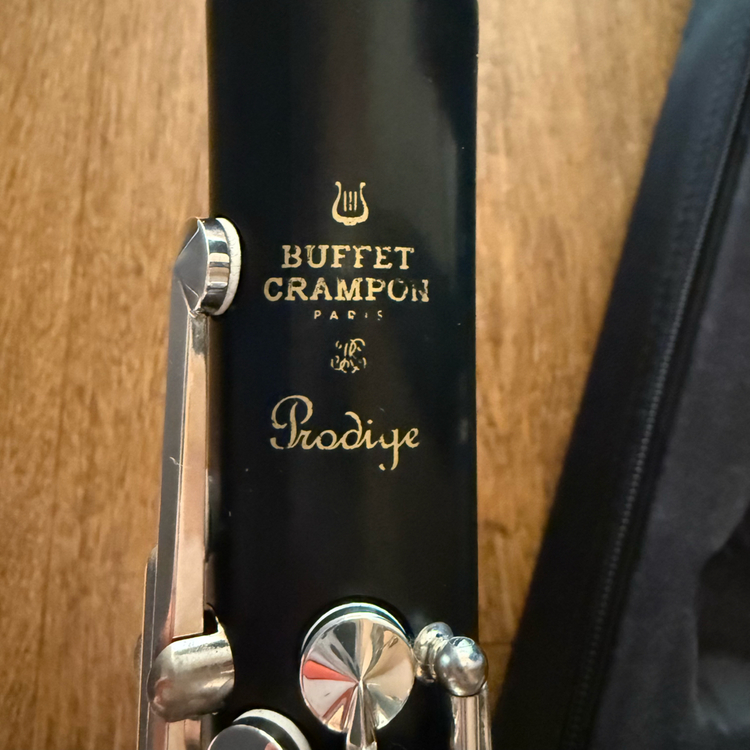 BUFFET
CRAMPON
PARIS
Prodige